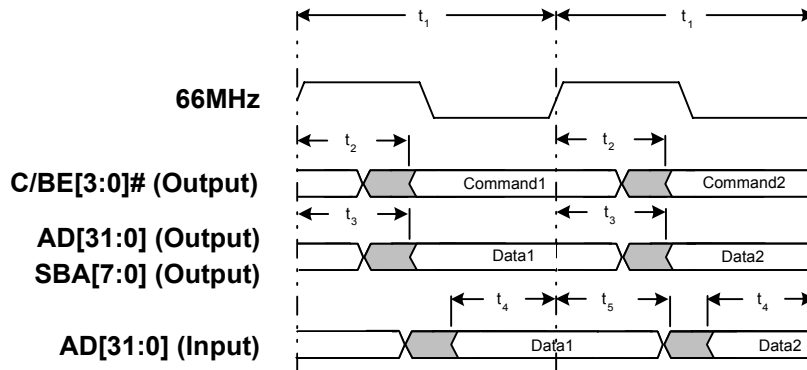 t1 t1
66MHz
t2 t2
C/BE[3:0]# (Output) Command1 Command2
t3 t3
AD[31:0] (Output)
Data1 Data2
SBA[7:0] (Output)
t4 t5 t4
AD[31:0] (Input) Data1 Data2